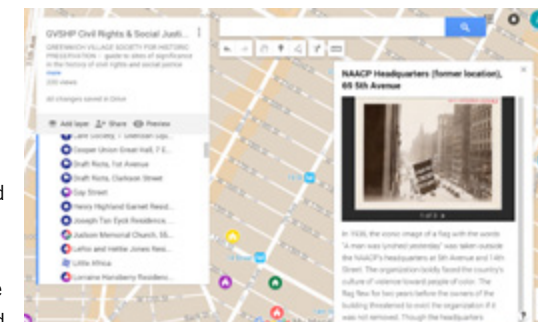 GVSHP Civil Rights & Social Justi...
GREENWICH VILLAGE SOCIETY FOR HISTORIC
PRESERVATION - guide to sites of significance
in the history of civil rights and social justice
more
views
All changes saved in Drive
Add layer Share Preview
Cafe Society, 1 Sheridan Squ...
Cooper Union Great Hall, 7 E...
Draft Riots, 1st Avenue
Draft Riots, Clarkson Street
Gay Street
Henry Highland Garnet Resid...
Joseph Ten Eyck Residence...
Judson Memorial Church, 55...
LeRoi and Hettie Jones Resi...
Little Africa
Lorraine Hansberry Residenc...
NAACP Headquarters (former location),
69 5th Avenue
In 1936, the iconic image of a flag with the words
"A man was lynched yesterday" was taken outside
the NAACP's headquarters at 5th Avenue and 14th
Street. The organization boldly faced the country's
culture of violence toward people of color. The
flag flew for two years before the owners of the
building threatened to evict the organization if it
was not removed. Though the headquarters